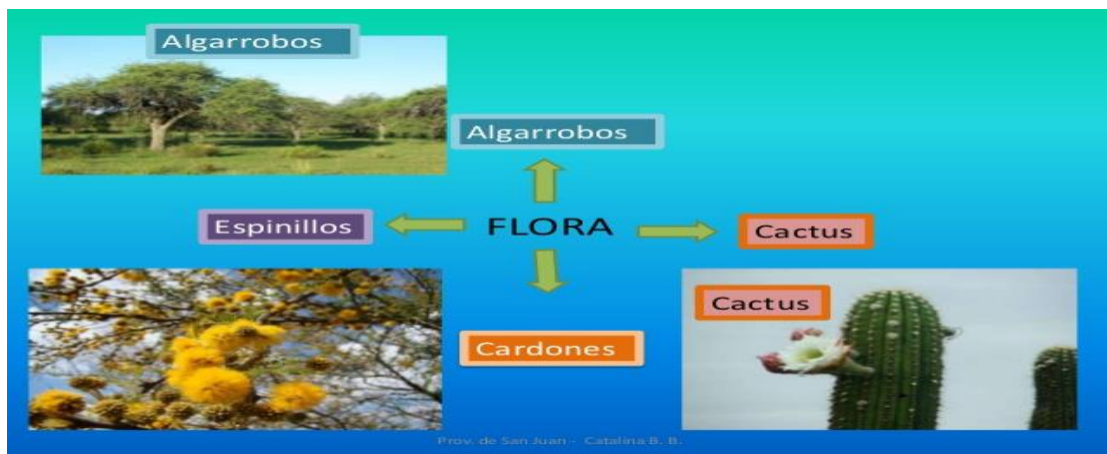 Algarrobos
Algarrobos
Espinillos
FLORA
Cactus
Cactus
Cardones
Prov. de San Juan - Catalina B. B.